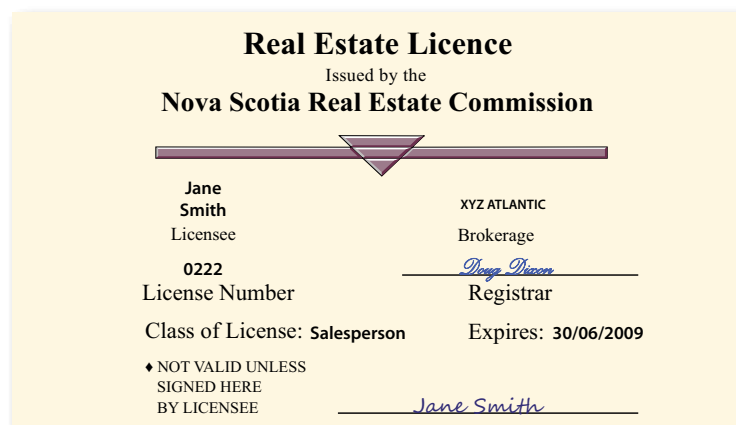 Real Estate Licence
Issued by the
Nova Scotia Real Estate Commission
Jane
Smith
Licensee
XYZ ATLANTIC
Brokerage
0222
License Number
Doug Dixon
Registrar
Class of License: Salesperson
Expires: 30/06/2009
♦ NOT VALID UNLESS
SIGNED HERE
BY LICENSEE
Jane Smith